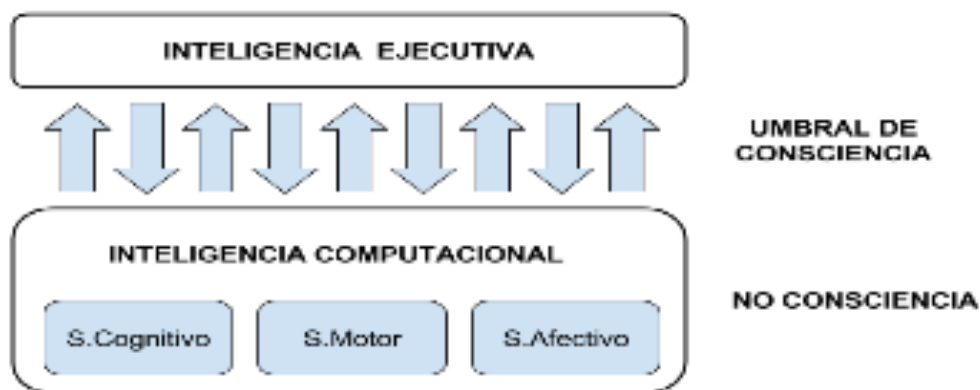 INTELIGENCIA EJECUTIVA
UMBRAL DE
CONSCIENCIA
INTELIGENCIA COMPUTACIONAL
NO CONSCIENCIA
S.Cognitivo
S.Motor
S.Afectivo